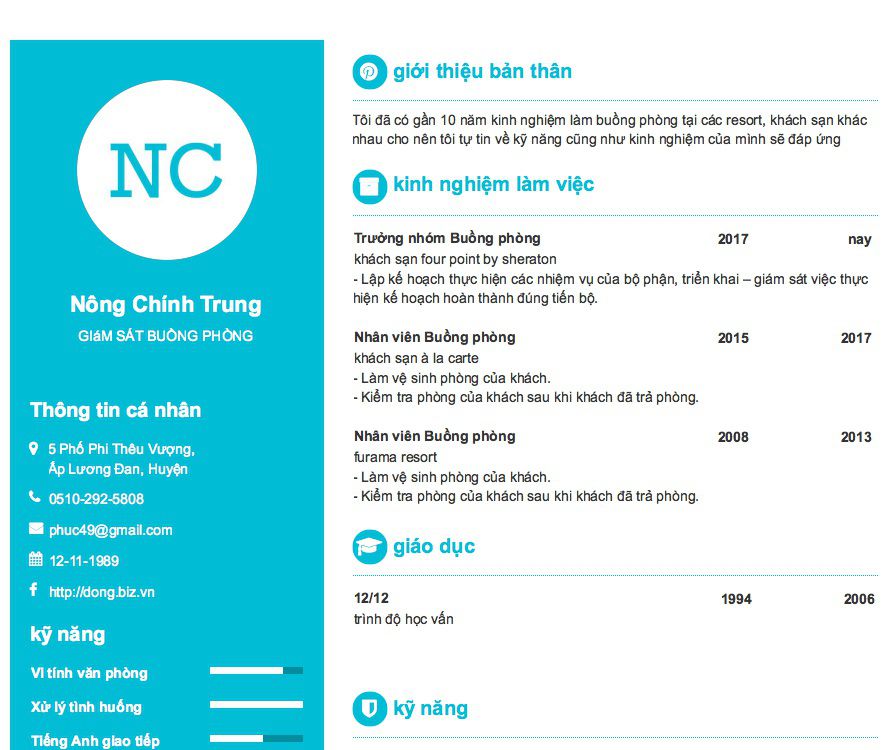 NC
Nông Chính Trung
GIáM SÁT BUỒNG PHÒNG
Thông tin cá nhân
5 Phố Phi Thêu Vượng,
Ấp Lương Đan, Huyện
0510-292-5808
phuc49@gmail.com
12-11-1989
http://dong.biz.vn
kỹ năng
Vi tính văn phòng
Xử lý tình huống
Tiếng Anh giao tiếp
giới thiệu bản thân
Tôi đã có gần 10 năm kinh nghiệm làm buồng phòng tại các resort, khách sạn khác
nhau cho nên tôi tự tin về kỹ năng cũng như kinh nghiệm của mình sẽ đáp ứng
kinh nghiệm làm việc
Trưởng nhóm Buồng phòng 2017 nay
khách sạn four point by sheraton
- Lập kế hoạch thực hiện các nhiệm vụ của bộ phận, triển khai – giám sát việc thực
hiện kế hoạch hoàn thành đúng tiến bộ.
Nhân viên Buồng phòng 2015 2017
khách sạn à la carte
- Làm vệ sinh phòng của khách.
- Kiểm tra phòng của khách sau khi khách đã trả phòng.
Nhân viên Buồng phòng 2008 2013
furama resort
- Làm vệ sinh phòng của khách.
- Kiểm tra phòng của khách sau khi khách đã trả phòng.
giáo dục
12/12 1994 2006
trình độ học vấn
kỹ năng